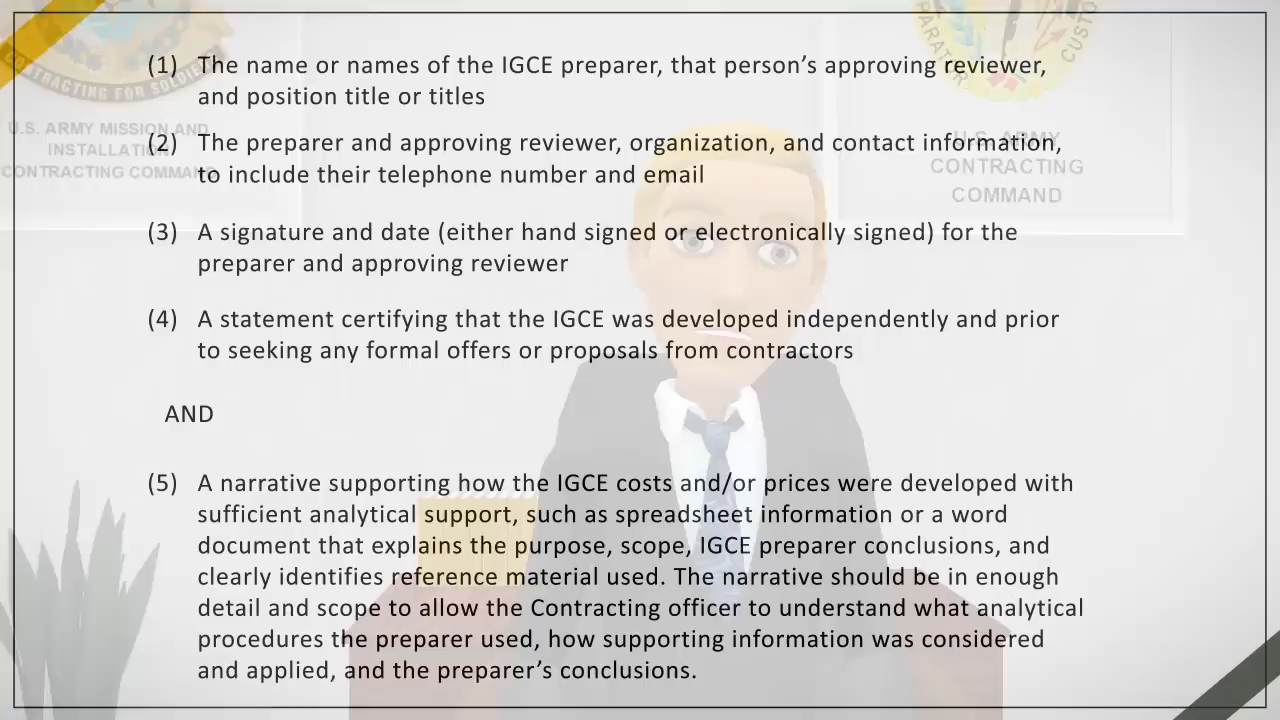 (1) The name or names of the IGCE preparer, that person's approving reviewer,
and position title or titles
(2) The preparer and approving reviewer, organization, and contact information,
to include their telephone number and email
(3) A signature and date (either hand signed or electronically signed) for the
preparer and approving reviewer
(4) A statement certifying that the IGCE was developed independently and prior
to seeking any formal offers or proposals from contractors
AND
(5) A narrative supporting how the IGCE costs and/or prices were developed with
sufficient analytical support, such as spreadsheet information or a word
document that explains the purpose, scope, IGCE preparer conclusions, and
clearly identifies reference material used. The narrative should be in enough
detail and scope to allow the Contracting officer to understand what analytical
procedures the preparer used, how supporting information was considered
and applied, and the preparer's conclusions.
CONTRACTING FOR SOLDIERS
U.S. ARMY MISSION AND
INSTALLATION
CONTRACTING COMMAND
U.S. ARMY
CONTRACTING
COMMAND